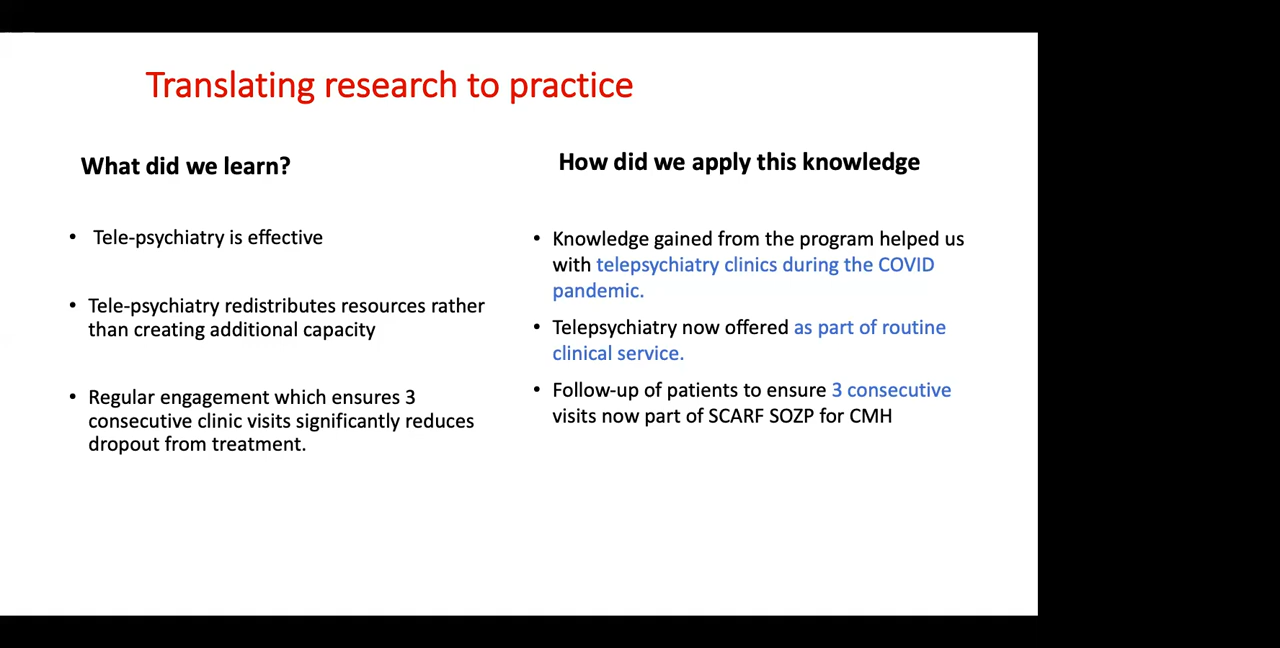 Translating research to practice
What did we learn?
• Tele-psychiatry is effective
• Tele-psychiatry redistributes resources rather
than creating additional capacity
• Regular engagement which ensures 3
consecutive clinic visits significantly reduces
dropout from treatment.
How did we apply this knowledge
• Knowledge gained from the program helped us
with telepsychiatry clinics during the COVID
pandemic.
• Telepsychiatry now offered as part of routine
clinical service.
• Follow-up of patients to ensure 3 consecutive
visits now part of SCARF SOZP for CMH